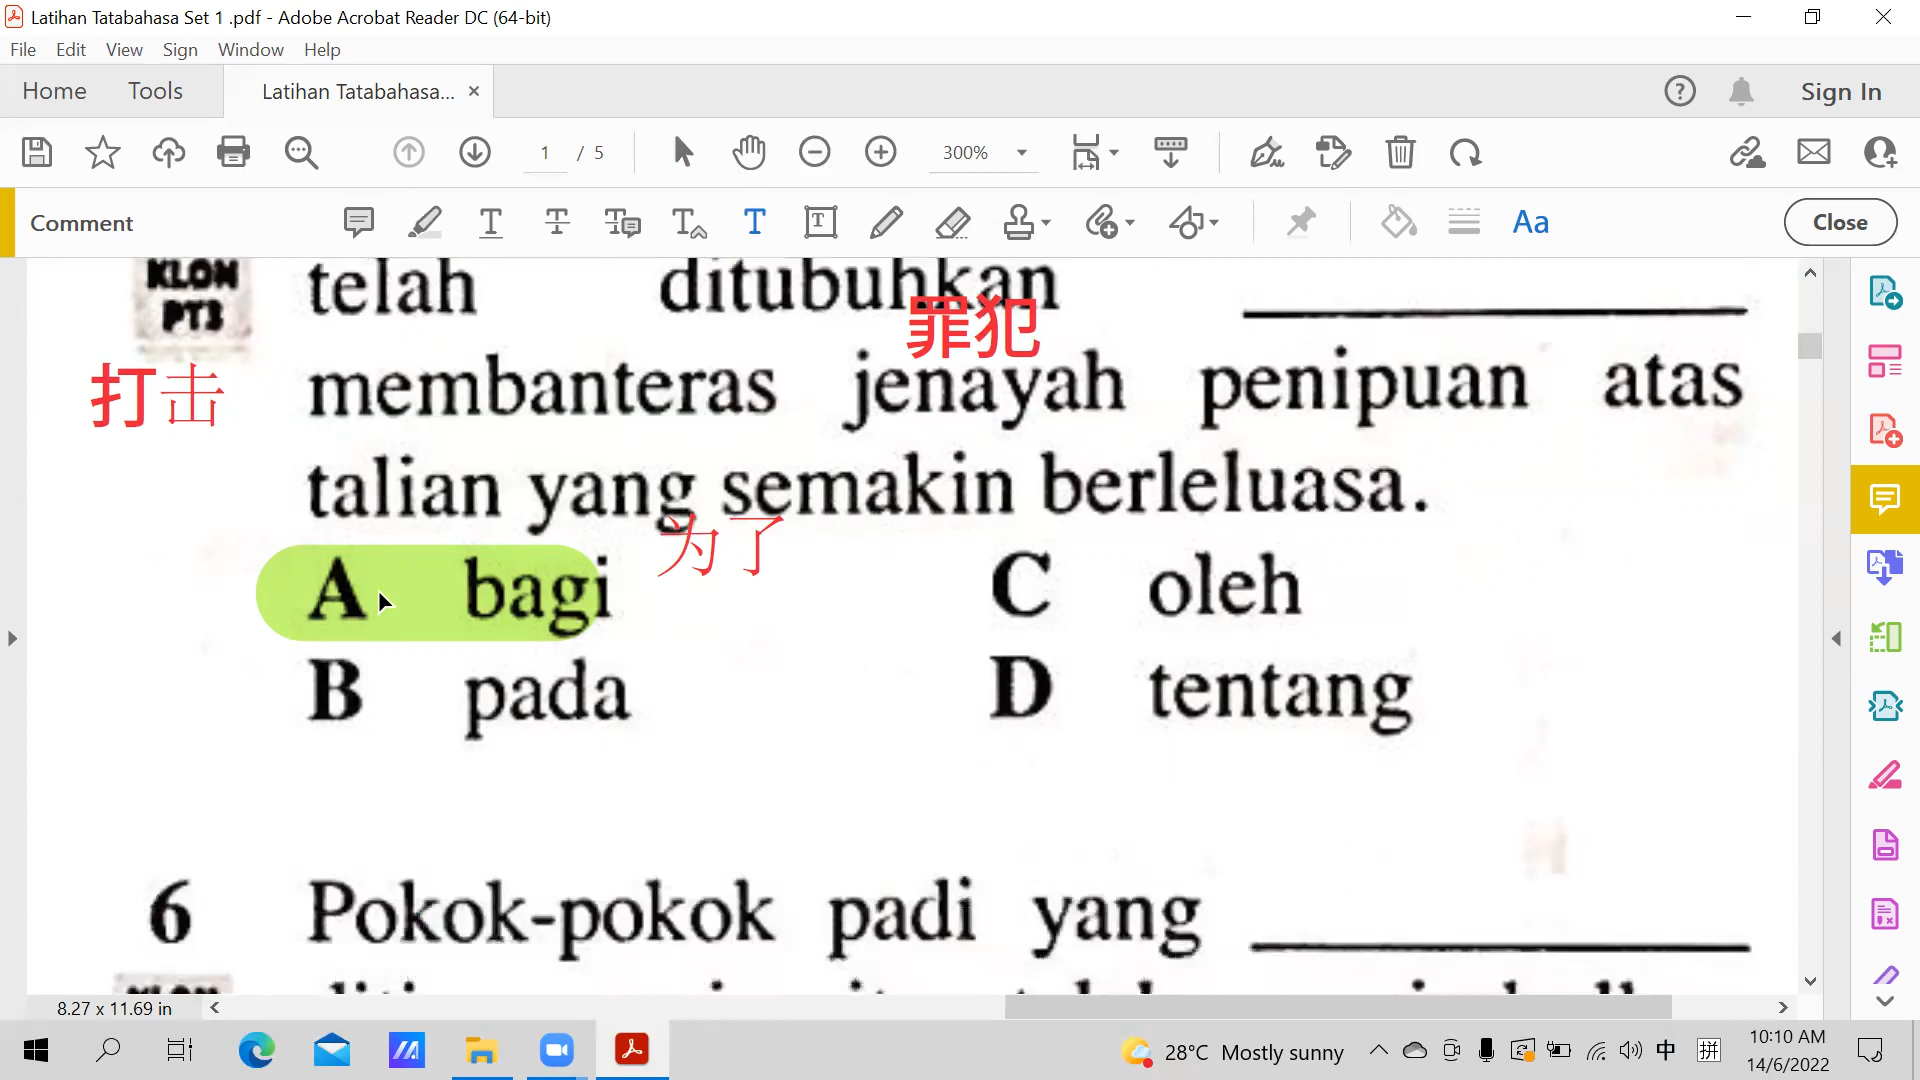 Latihan Tatabahasa Set 1 .pdf - Adobe Acrobat Reader DC (64-bit)
File Edit View Sign Window Help
Home Tools Latihan Tatabahasa... × Sign In
1 / 5 300%
Comment Aa Close
KLON PT3
telah ditubuhkan
罪犯
打击 membanteras jenayah penipuan atas
talian yang semakin berleluasa.
为了
A bagi C oleh
B pada D tentang
6 Pokok-pokok padi yang
8.27 x 11.69 in
28°C Mostly sunny 中 拼 10:10 AM
14/6/2022